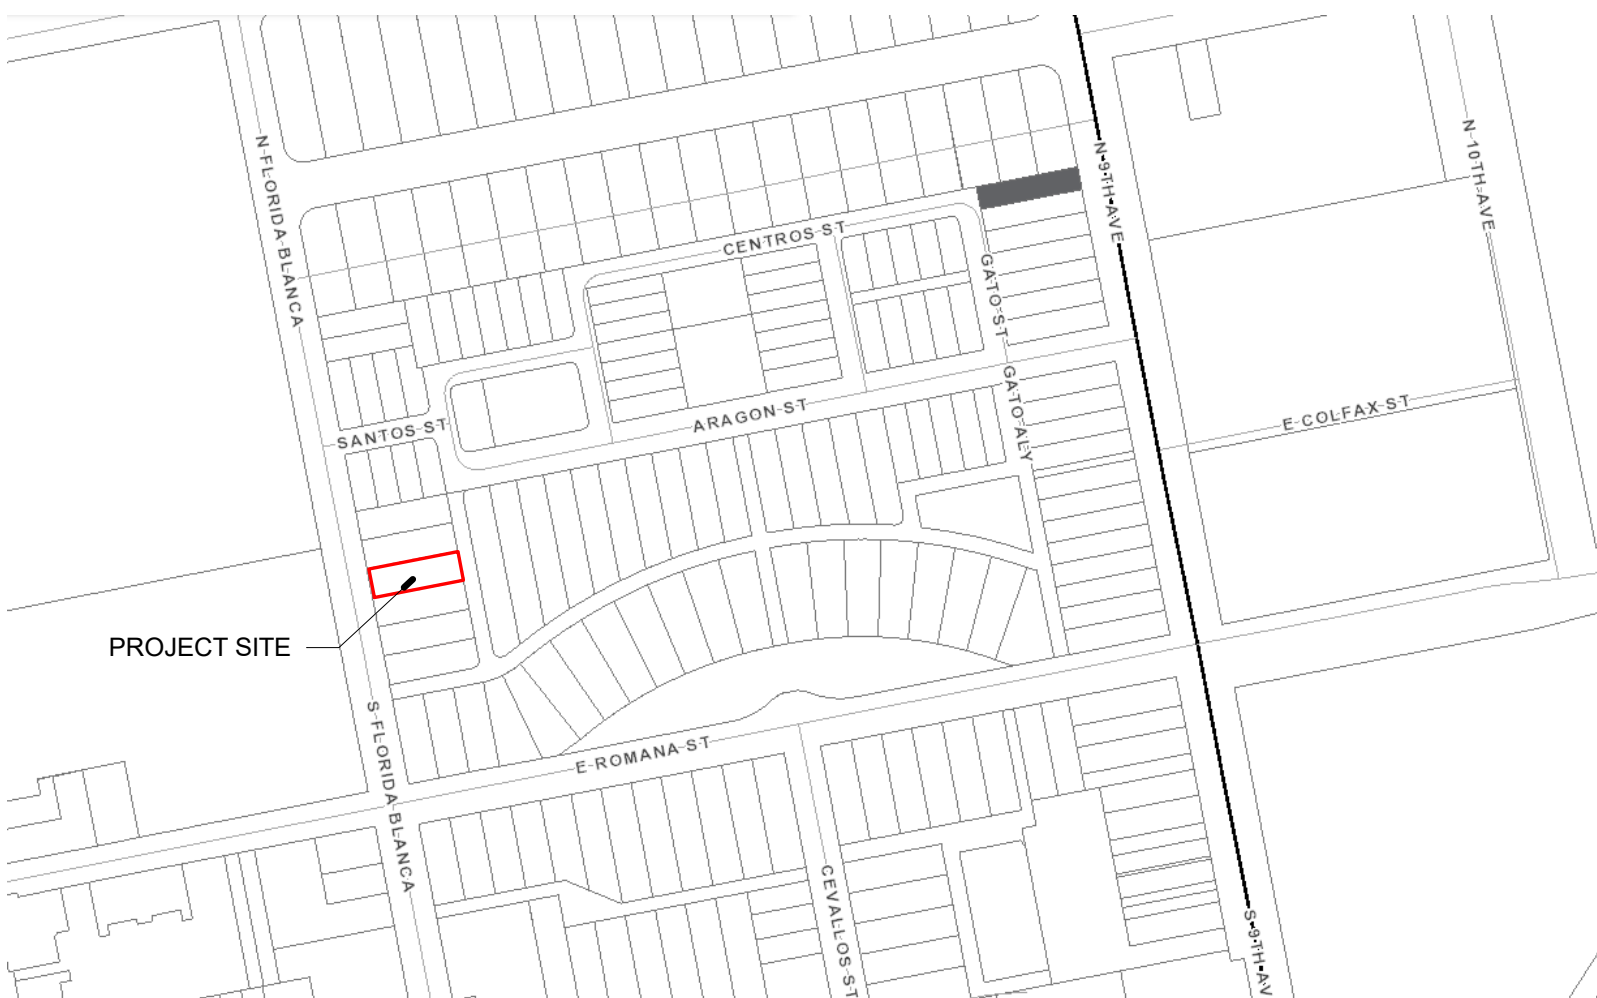 N FLORIDA BLANCA
N 9TH AVE
N 10TH AVE
CENTROS ST
GATO ST
GATO ALY
ARAGON ST
SANTOS ST
E COLFAX ST
PROJECT SITE
S FLORIDA BLANCA
E ROMANA ST
CEVALLOS ST
S 9TH AV